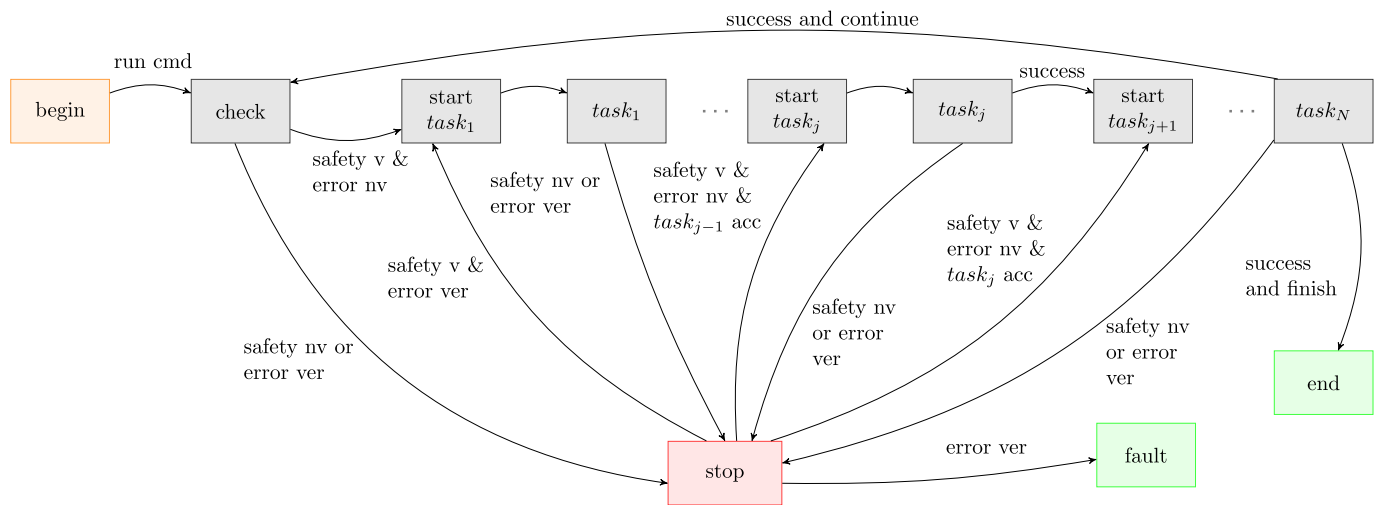 success and continue
run cmd
success
begin
check
start
task₁
task₁
...
start
taskⱼ
taskⱼ
start
taskⱼ₊₁
...
task_N
safety v &
error nv
safety nv or
error ver
safety v &
error nv &
taskⱼ₋₁ acc
safety v &
error nv &
taskⱼ acc
safety v &
error ver
success
and finish
safety nv
or error
ver
safety nv
or error
ver
safety nv or
error ver
end
error ver
fault
stop